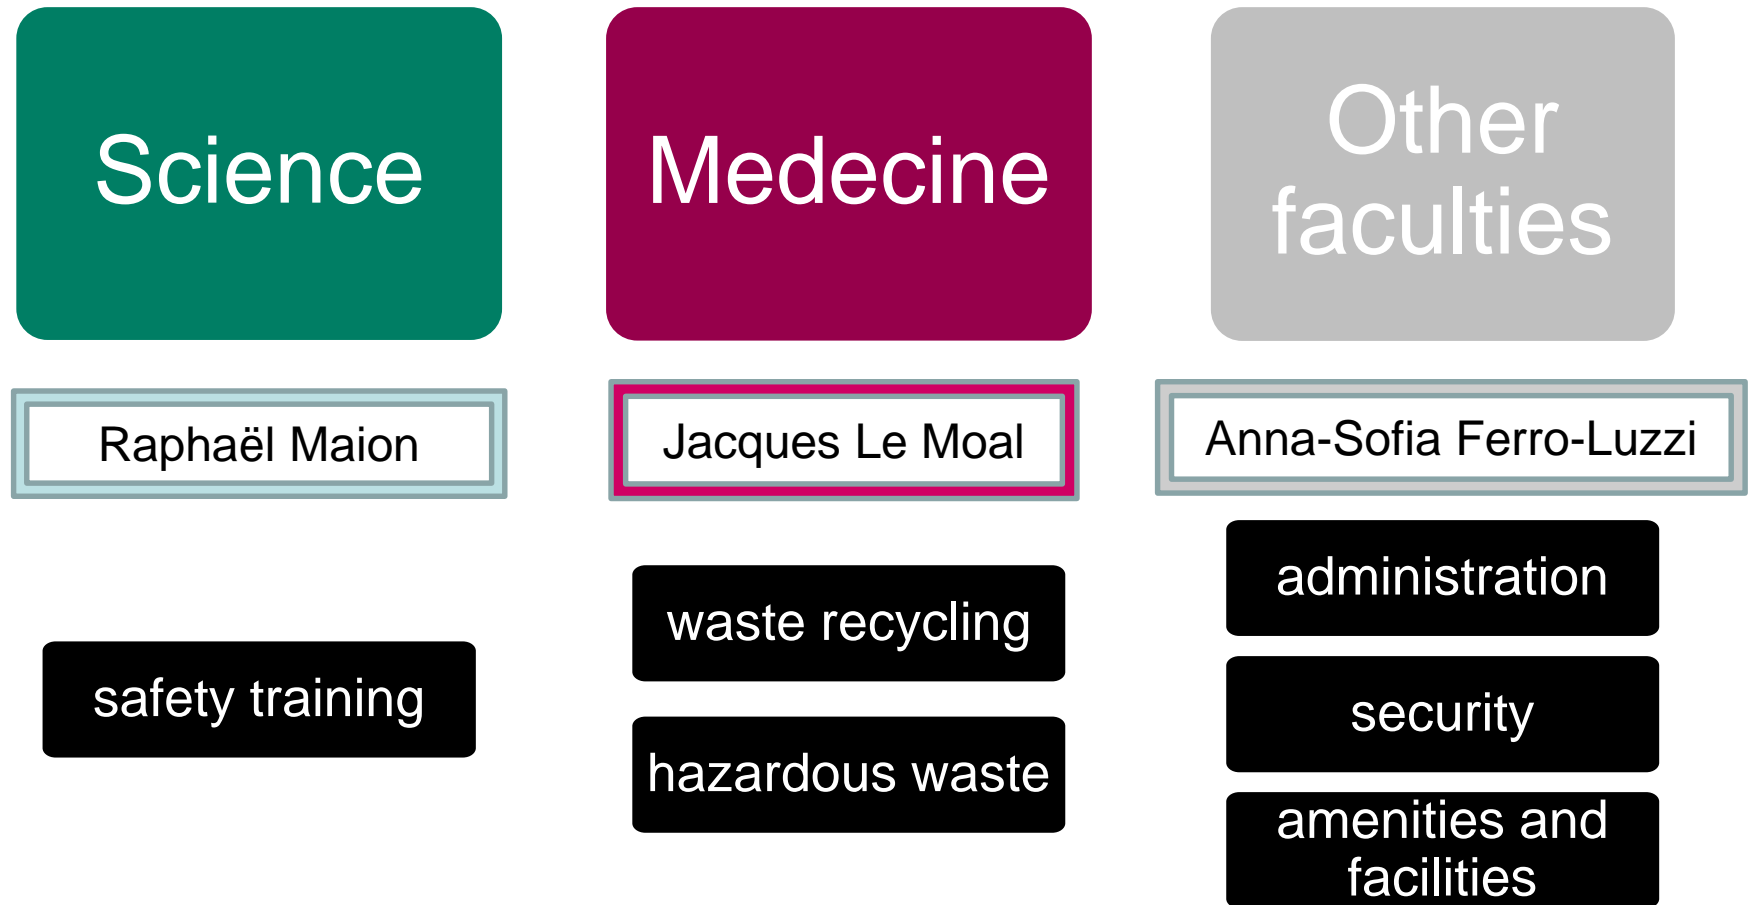 Science
Raphaël Maion
safety training
Medecine
Jacques Le Moal
waste recycling
hazardous waste
Other
faculties
Anna-Sofia Ferro-Luzzi
administration
security
amenities and
facilities